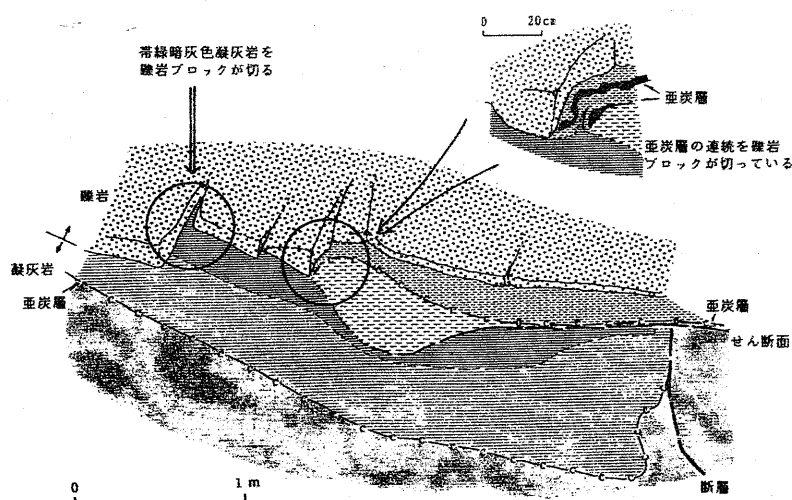 0 20cm
帯緑暗灰色凝灰岩を
礫岩ブロックが切る
亜炭層
亜炭層の連続を礫岩
ブロックが切っている
礫岩
凝灰岩
亜炭層
亜炭層
せん断面
断層
0 1m